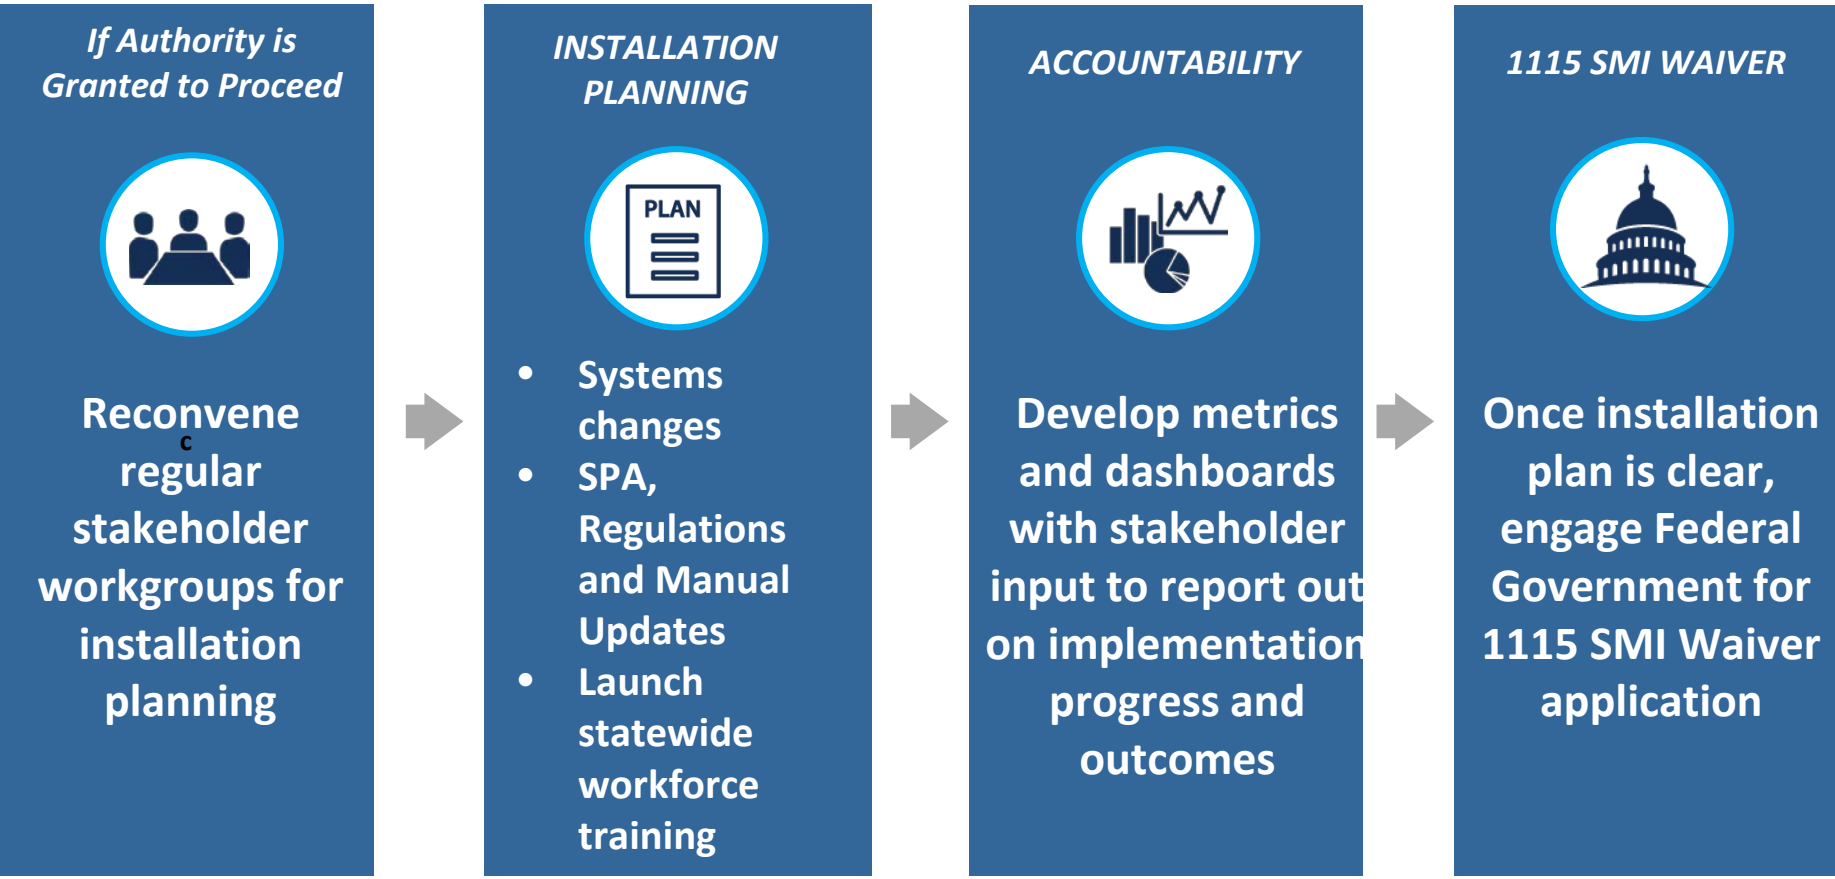 If Authority is
Granted to Proceed
Reconvene
c
regular
stakeholder
workgroups for
installation
planning
INSTALLATION
PLANNING
PLAN
• Systems
changes
• SPA,
Regulations
and Manual
Updates
• Launch
statewide
workforce
training
ACCOUNTABILITY
Develop metrics
and dashboards
with stakeholder
input to report out
on implementation
progress and
outcomes
1115 SMI WAIVER
Once installation
plan is clear,
engage Federal
Government for
1115 SMI Waiver
application